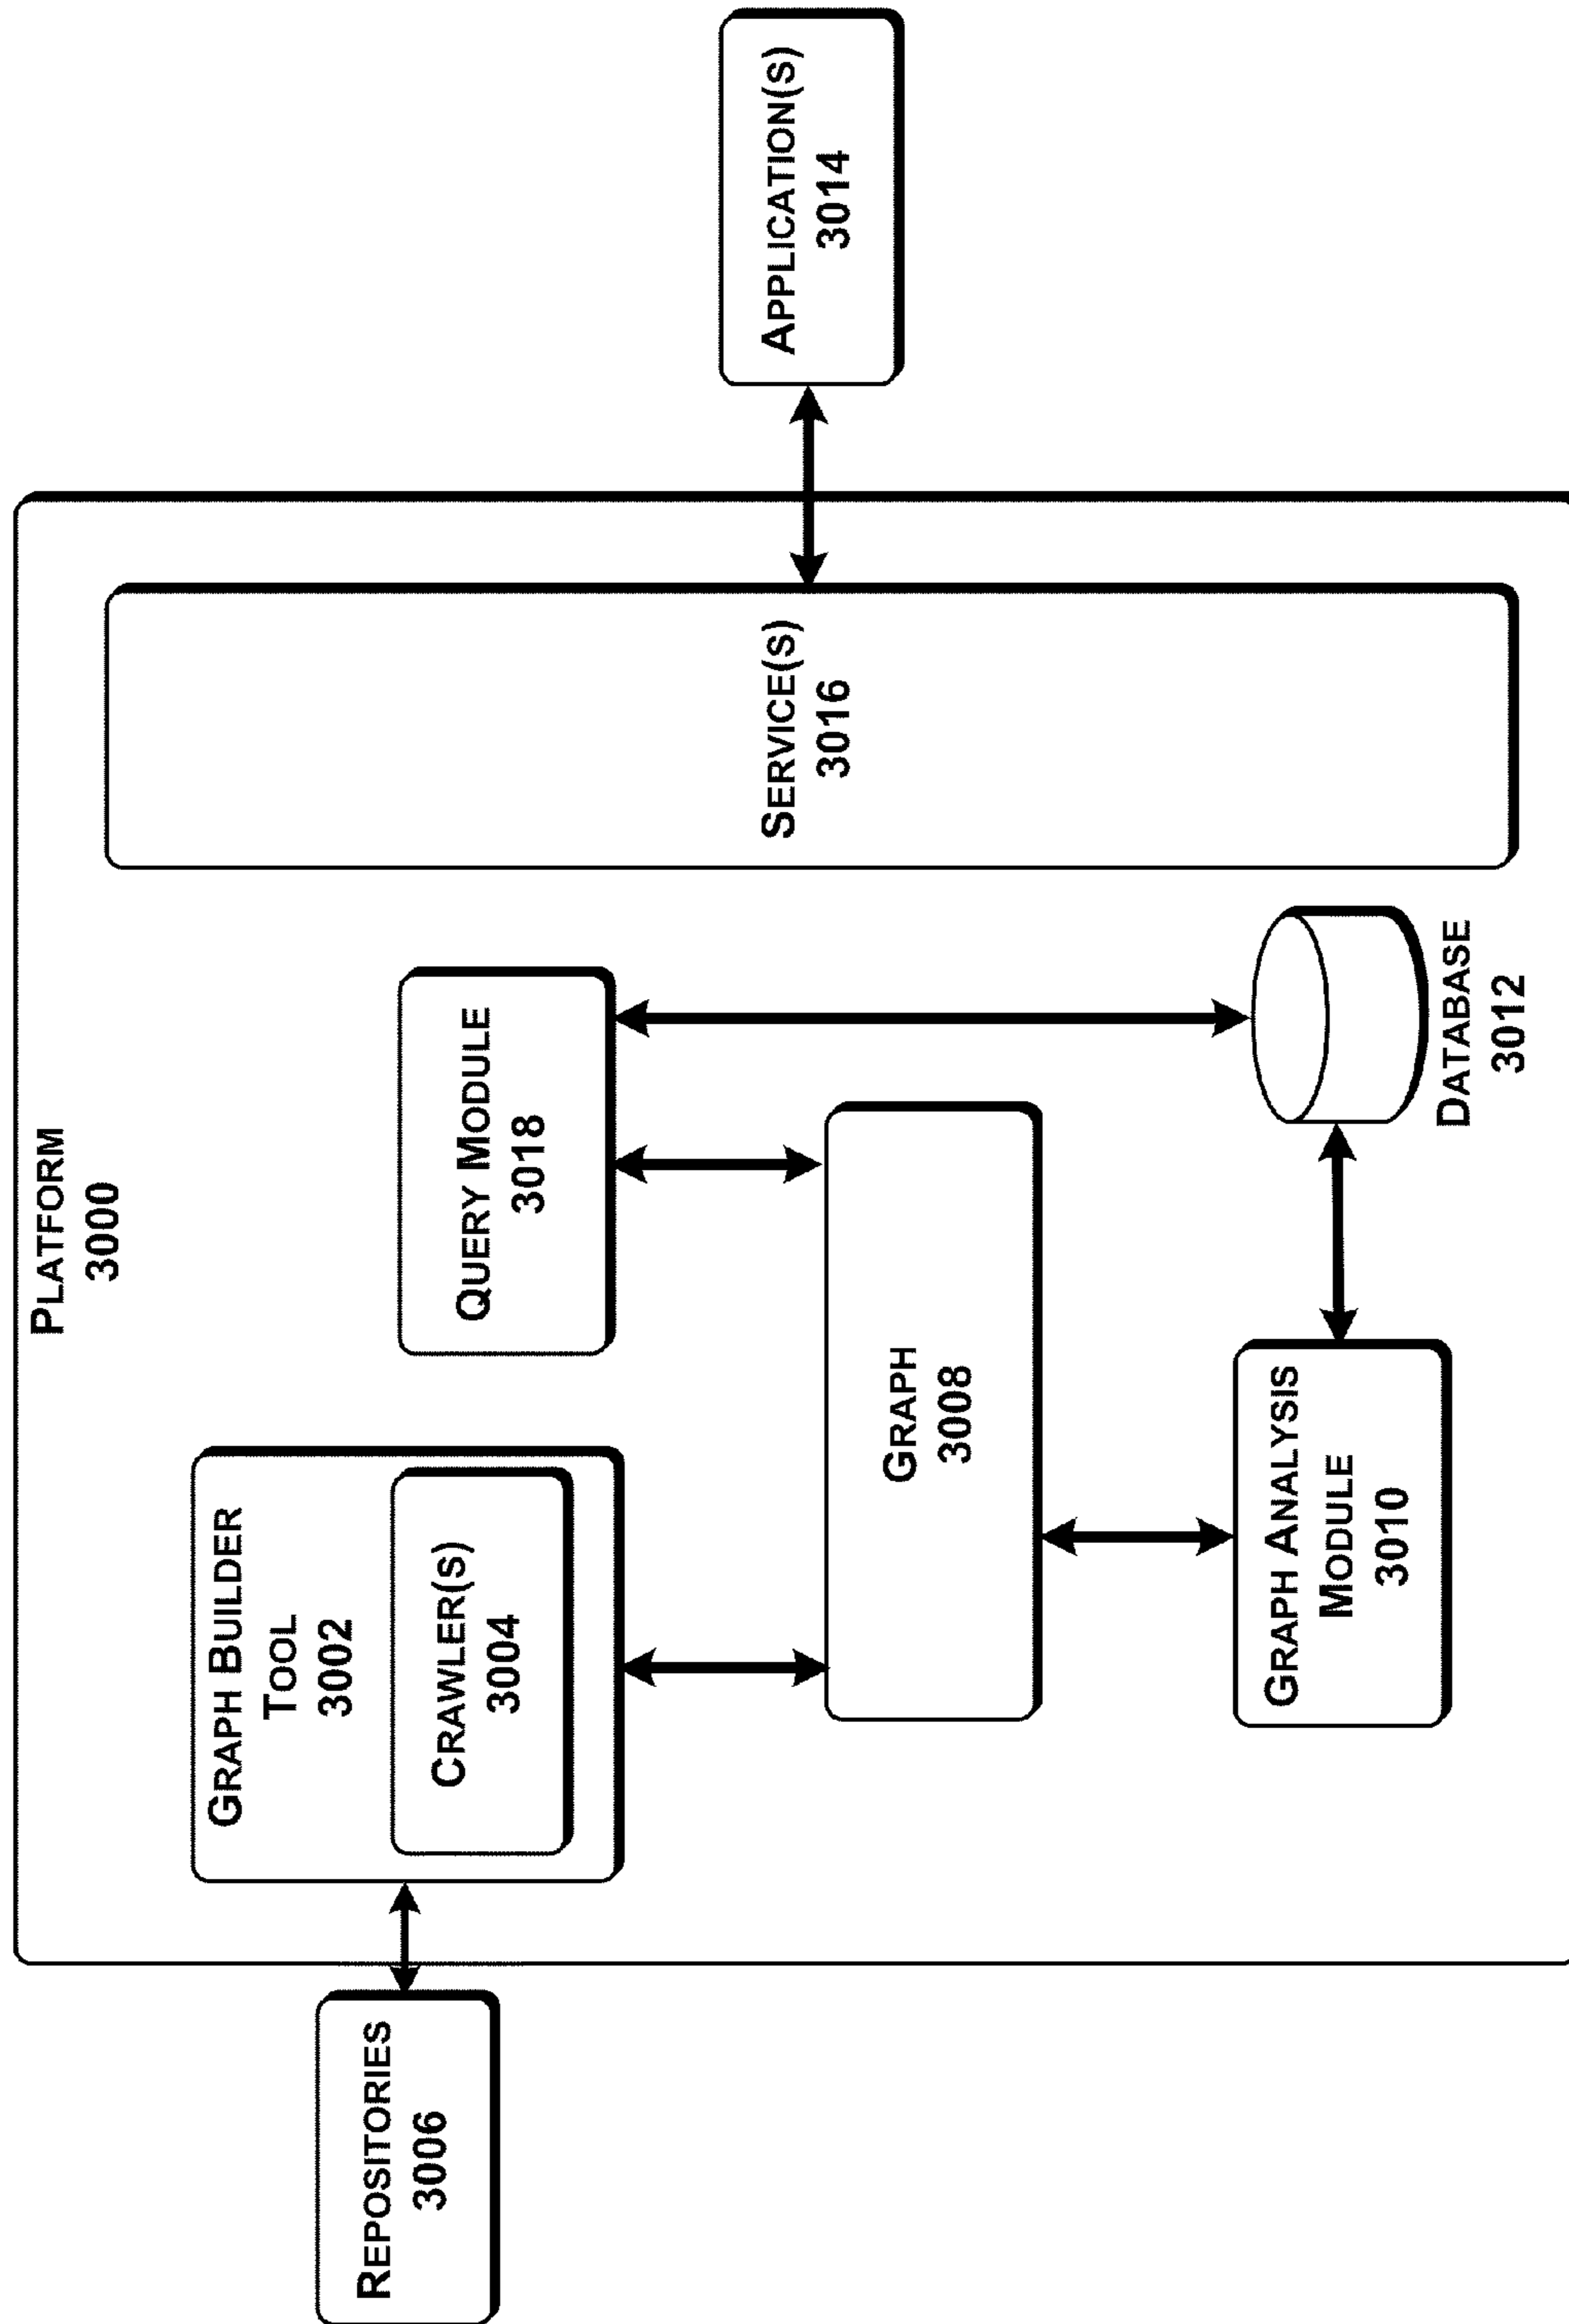 PLATFORM
3000
REPOSITORIES
3006
GRAPH BUILDER
TOOL
3002
CRAWLER(S)
3004
QUERY MODULE
3018
GRAPH
3008
GRAPH ANALYSIS
MODULE
3010
DATABASE
3012
SERVICE(S)
3016
APPLICATION(S)
3014